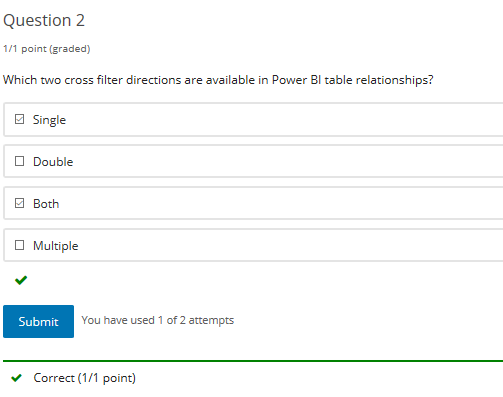 Question 2
1/1 point (graded)
Which two cross filter directions are available in Power BI table relationships?
Single
Double
Both
Multiple
Submit You have used 1 of 2 attempts
Correct (1/1 point)